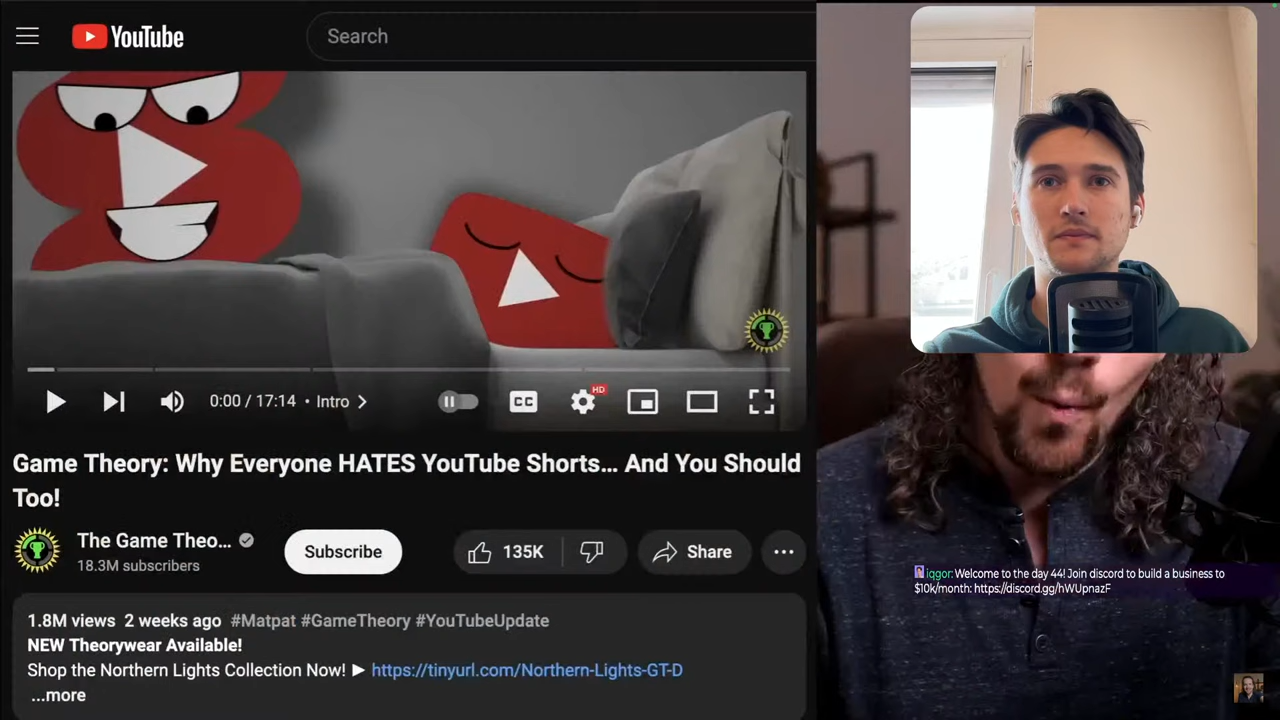 YouTube
Search
0:00 / 17:14 • Intro
CC
HD
Game Theory: Why Everyone HATES YouTube Shorts... And You Should
Too!
The Game Theo...
18.3M subscribers
Subscribe
135K
Share
1.8M views 2 weeks ago #Matpat #GameTheory #YouTubeUpdate
NEW Theorywear Available!
Shop the Northern Lights Collection Now! ► https://tinyurl.com/Northern-Lights-GT-D
...more
iqgor: Welcome to the day 44! Join discord to build a business to
$10k/month: https://discord.gg/hWUpnazF